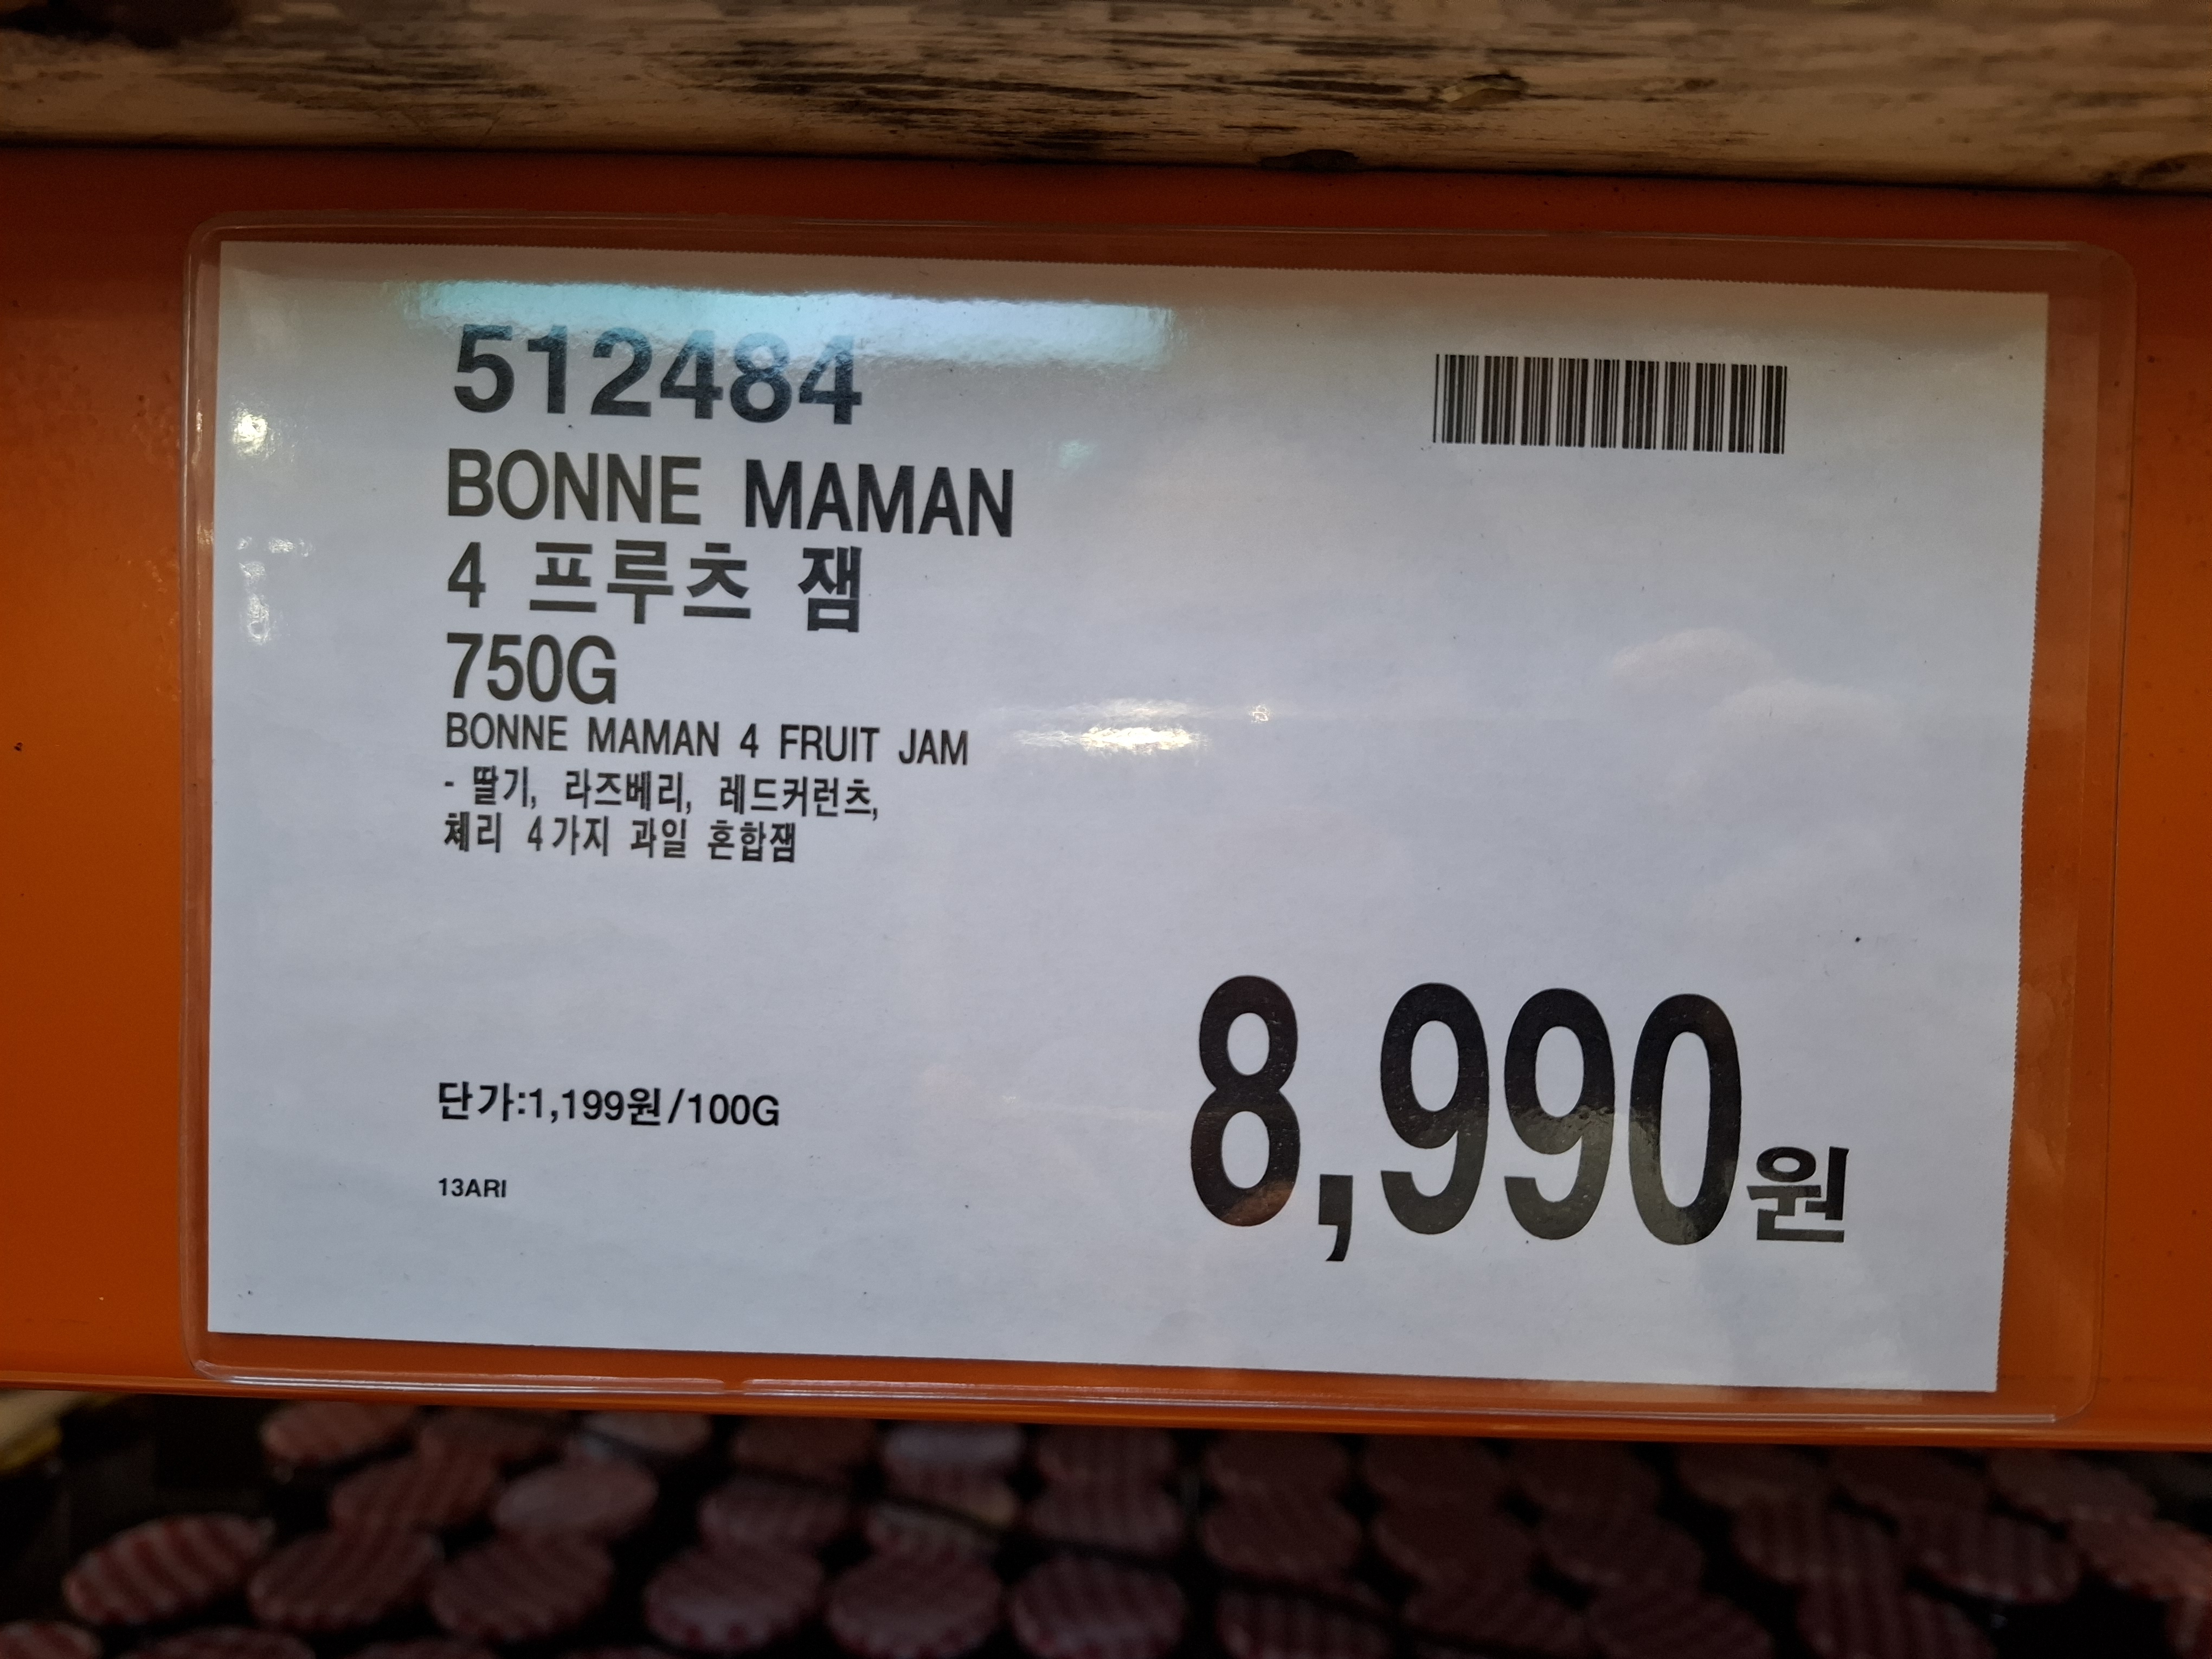 512484
BONNE MAMAN
4 프루츠 잼
750G
BONNE MAMAN 4 FRUIT JAM
- 딸기, 라즈베리, 레드커런츠,
체리 4가지 과일 혼합잼
단가:1,199원/100G
8,990원
13ARI